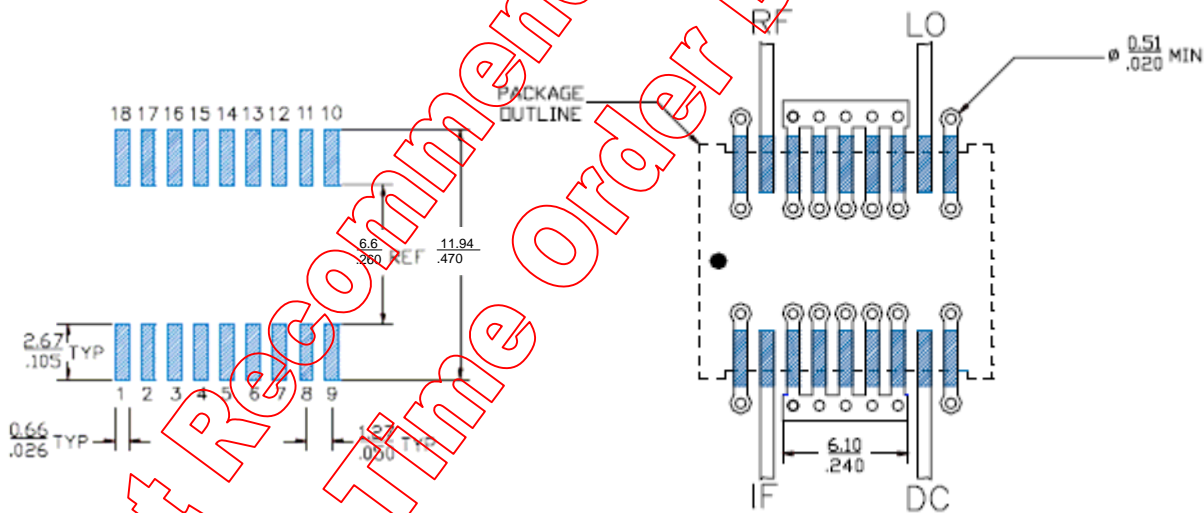 RF LO
ø 0.51 MIN
.020
PACKAGE
OUTLINE
18 17 16 15 14 13 12 11 10
6.6 REF
.260
11.94
.470
2.67 TYP
.105
1 2 3 4 5 6 7 8 9
0.66 TYP
.026
1.27 TYP
.050
6.10
.240
IF DC
t Recommen
Time Order